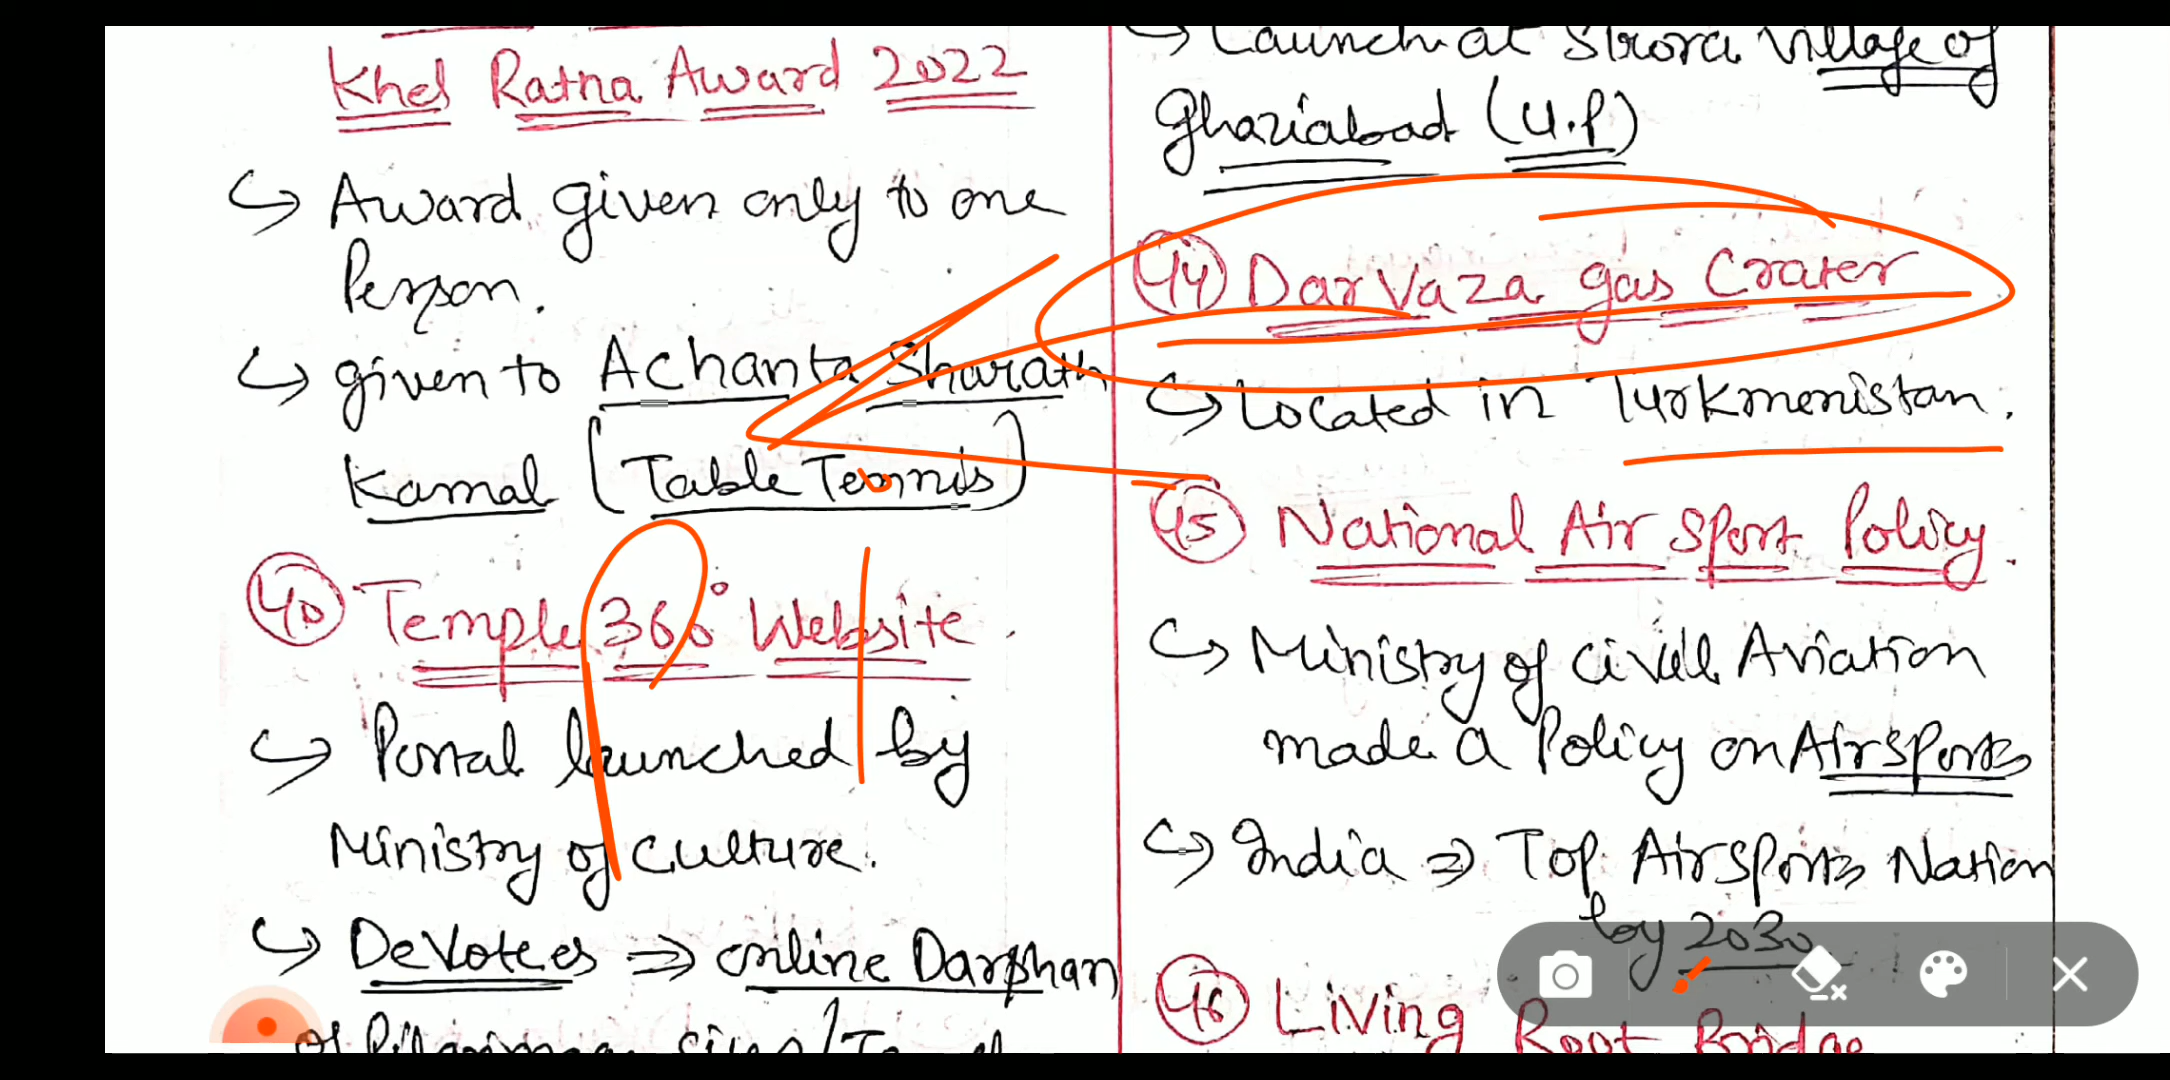 Khel Ratna Award 2022
↪ Award given only to one
Person.
↪ given to Achanta Sharath
Kamal (Table Tennis)
40 Temple 360° Website.
↪ Portal launched by
Ministry of Culture.
↪ DeVotees ⇒ online Darshan
of Pilgrimage sites/
→ Launch at Village of
Ghaziabad (U.P)
44 DarVaza gas Crater
↪ Located in Turkmenistan.
45 National Air Sport Policy.
↪ Ministry of Civil Aviation
made a Policy on AirSports
↪ India ⇒ Top AirSports Nation
by 2030
46 Living Root Bridge